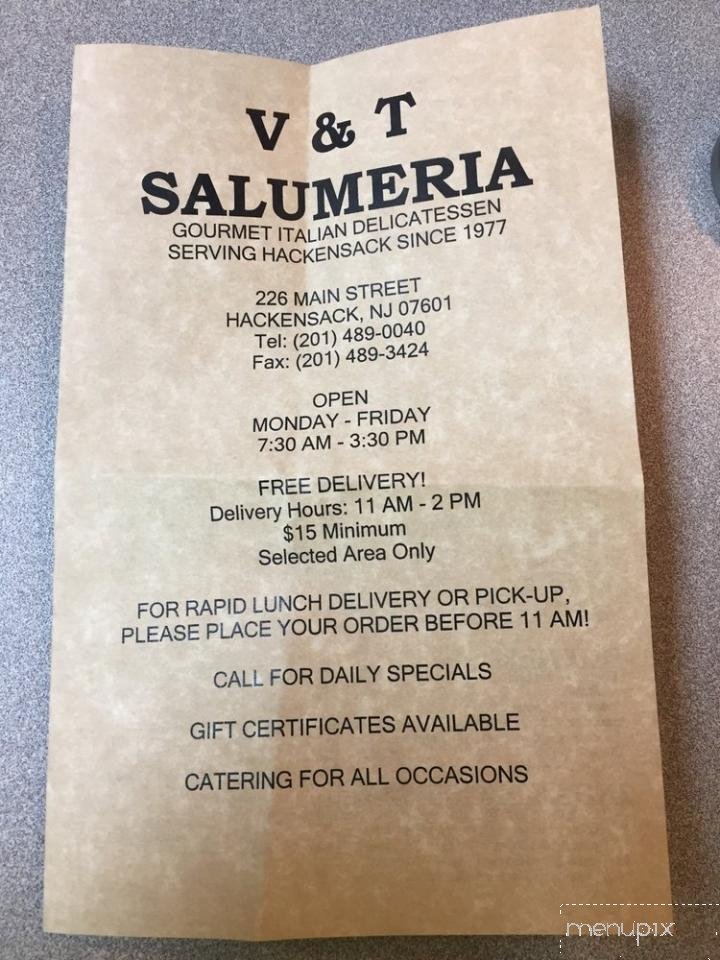 V & T
SALUMERIA
GOURMET ITALIAN DELICATESSEN
SERVING HACKENSACK SINCE 1977
226 MAIN STREET
HACKENSACK, NJ 07601
Tel: (201) 489-0040
Fax: (201) 489-3424
OPEN
MONDAY - FRIDAY
7:30 AM - 3:30 PM
FREE DELIVERY!
Delivery Hours: 11 AM - 2 PM
$15 Minimum
Selected Area Only
FOR RAPID LUNCH DELIVERY OR PICK-UP,
PLEASE PLACE YOUR ORDER BEFORE 11 AM!
CALL FOR DAILY SPECIALS
GIFT CERTIFICATES AVAILABLE
CATERING FOR ALL OCCASIONS
menupix